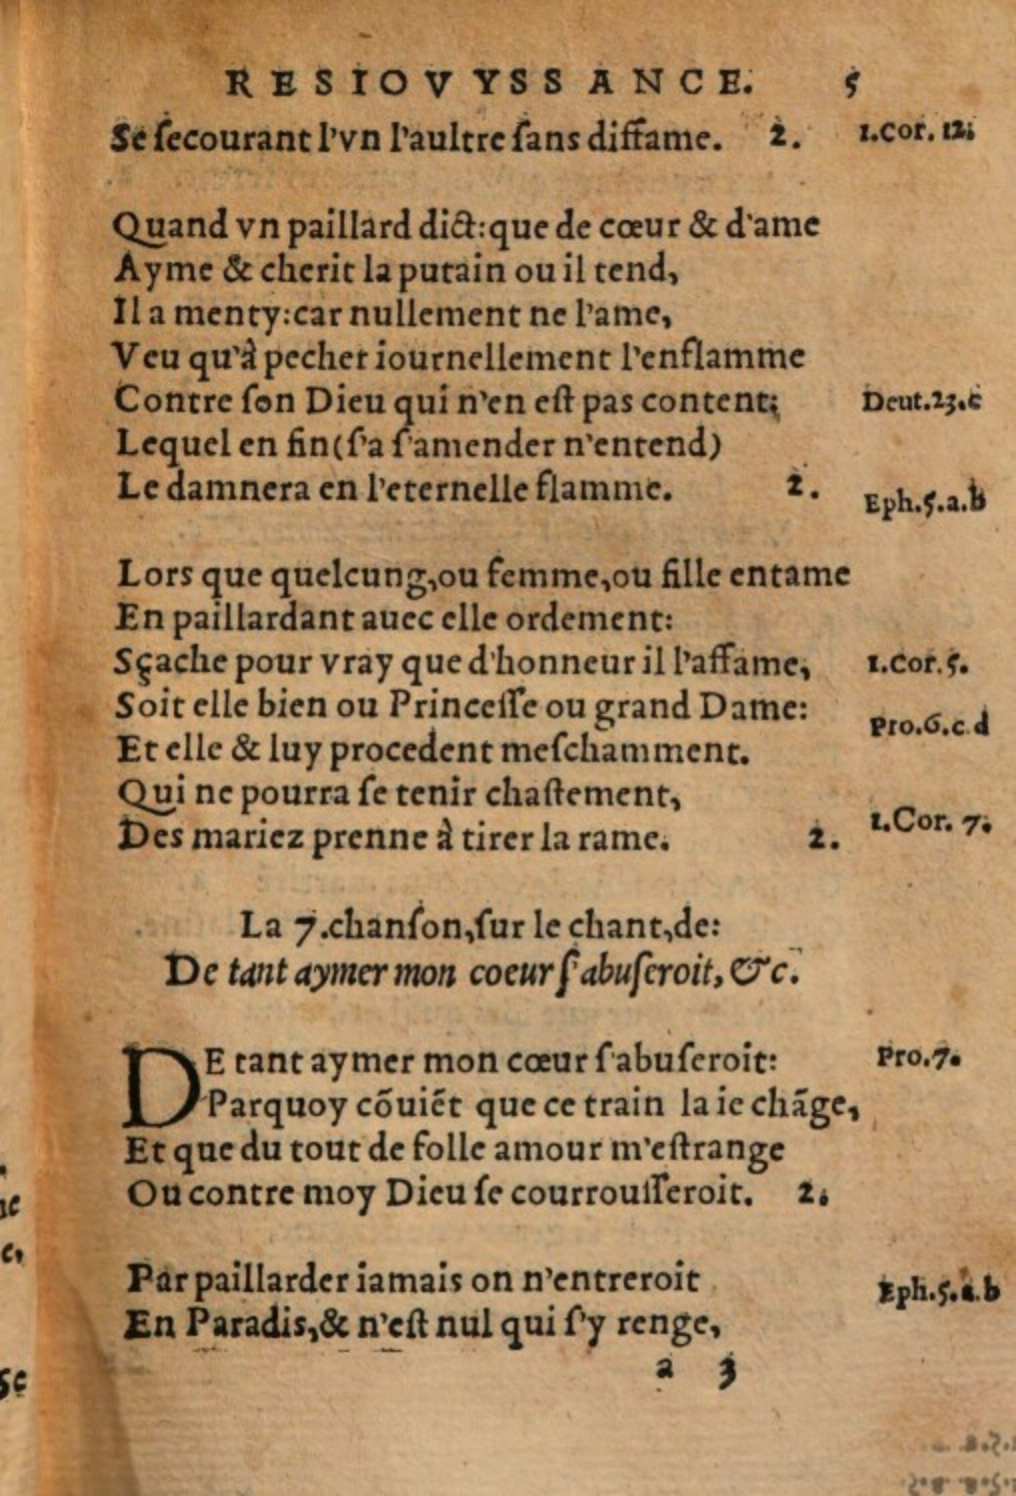 RESIOVYSSANCE. 5
Se ſecourant l'vn l'aultre ſans diffame. 2. 1.Cor. 12.
Quand vn paillard dict:que de cœur & d'ame
Ayme & cherit la putain ou il tend,
Il a menty:car nullement ne l'ame,
Veu qu'à pecher iournellement l'enflamme
Contre ſon Dieu qui n'en eſt pas content; Deut.23.c
Lequel en fin(ſ'a ſ'amender n'entend)
Le damnera en l'eternelle flamme. 2. Eph.5.a.b
Lors que quelcung,ou femme,ou fille entame
En paillardant auec elle ordement:
Sçache pour vray que d'honneur il l'affame, 1.Cor.5.
Soit elle bien ou Princeſſe ou grand Dame: Pro.6.c.d
Et elle & luy procedent meſchamment.
Qui ne pourra ſe tenir chaſtement,
Des mariez prenne à tirer la rame. 2. 1.Cor. 7.
La 7.chanſon,ſur le chant,de:
De tant aymer mon coeur ſ'abuſeroit, &c.
DE tant aymer mon cœur ſ'abuſeroit: Pro.7.
Parquoy cõuiẽt que ce train la ie chãge,
Et que du tout de folle amour m'eſtrange
Ou contre moy Dieu ſe courrouſſeroit. 2.
Par paillarder iamais on n'entreroit Eph.5.a.b
En Paradis,& n'eſt nul qui ſ'y renge,
a 3